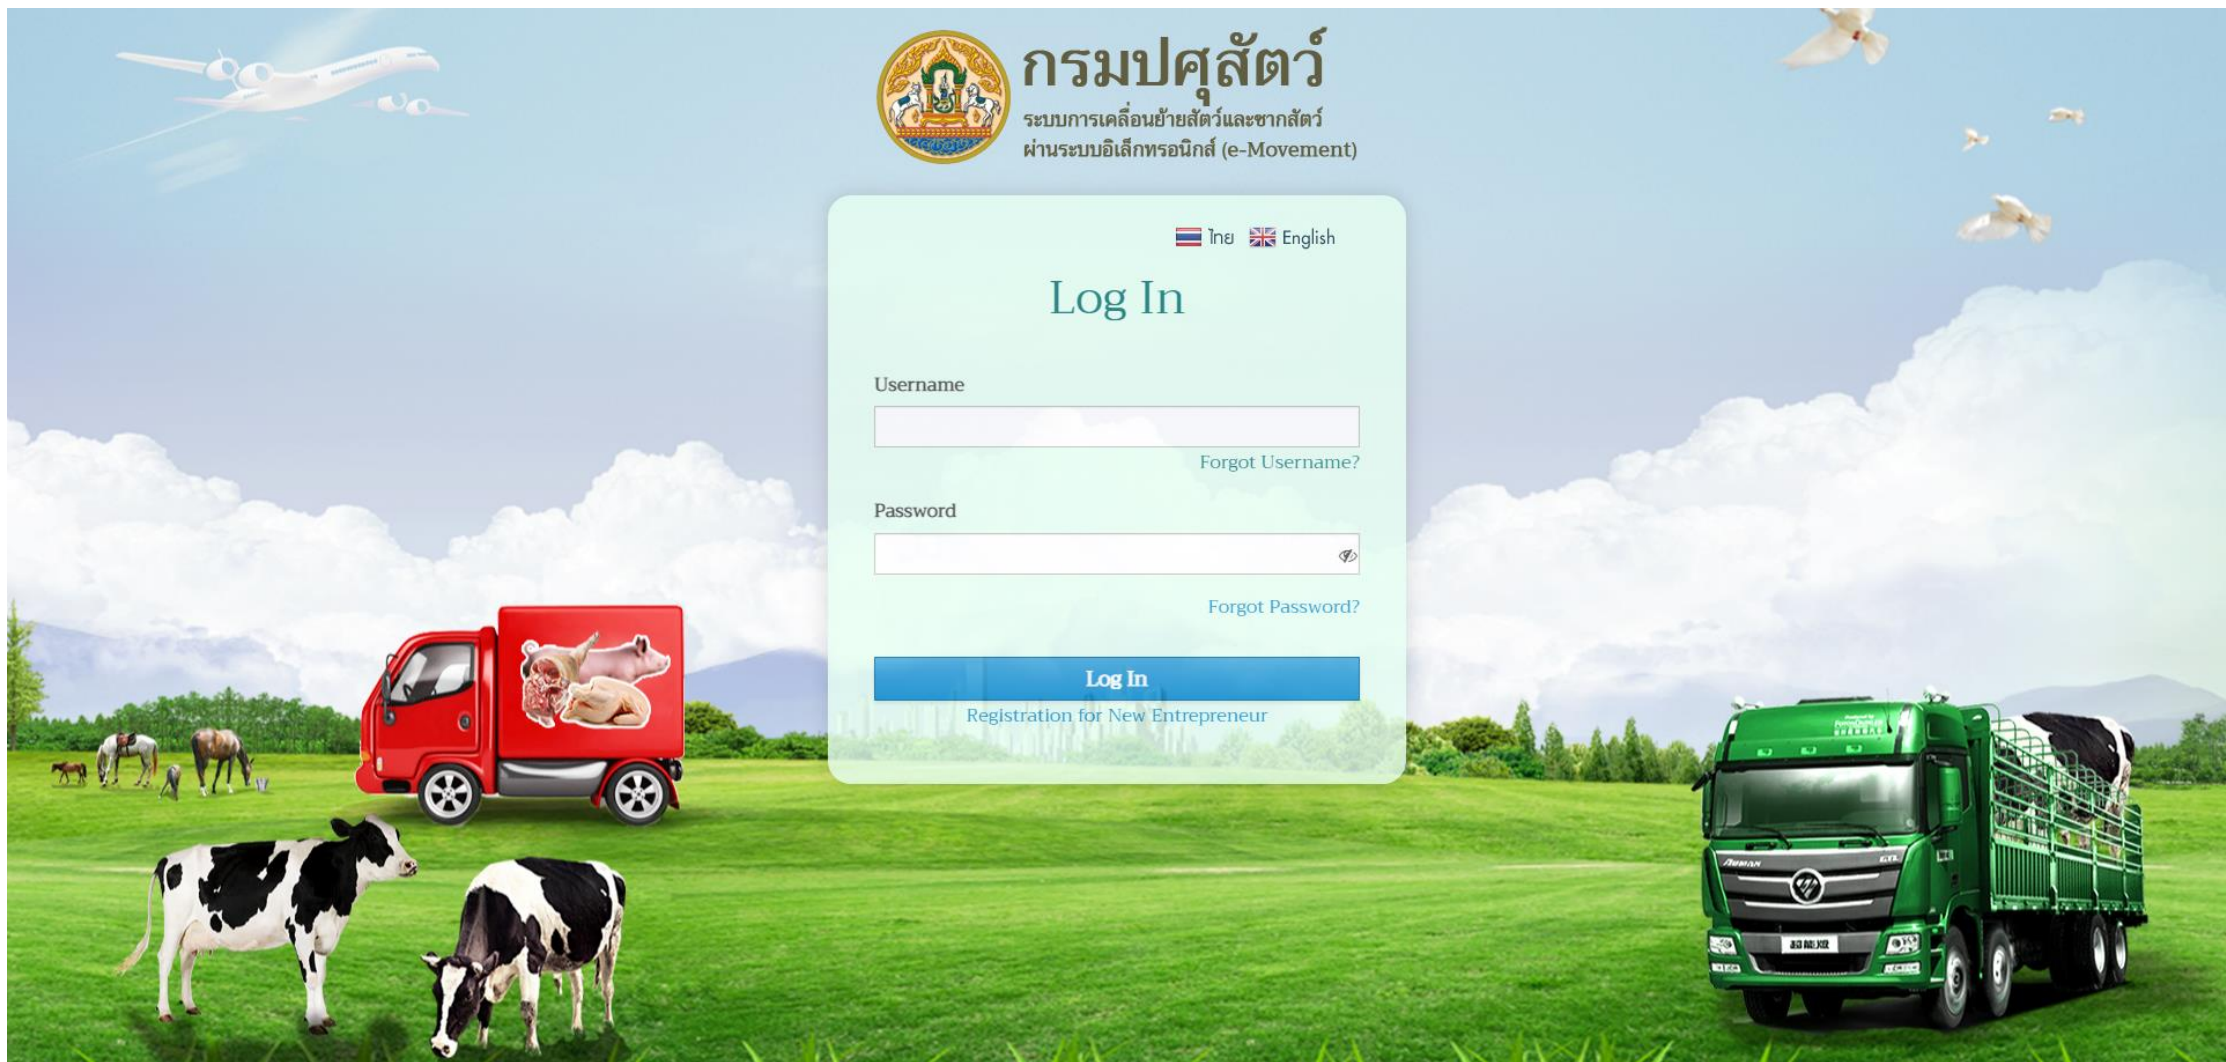 กรมปศุสัตว์
ระบบการเคลื่อนย้ายสัตว์และซากสัตว์
ผ่านระบบอิเล็กทรอนิกส์ (e-Movement)
ไทย English
Log In
Username
Forgot Username?
Password
Forgot Password?
Log In
Registration for New Entrepreneur
AUMAN GTL